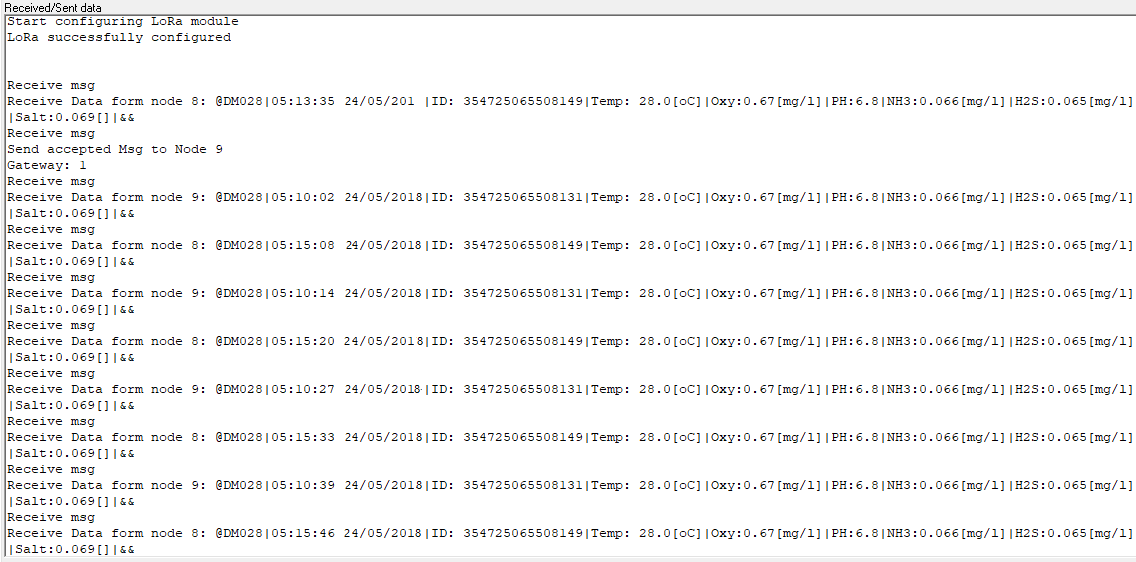 Received/Sent data
Start configuring LoRa module
LoRa successfully configured
Receive msg
Receive Data form node 8: @DM028|05:13:35 24/05/201 |ID: 354725065508149|Temp: 28.0[oC]|Oxy:0.67[mg/l]|PH:6.8|NH3:0.066[mg/l]|H2S:0.065[mg/l]
|Salt:0.069[]|&&
Receive msg
Send accepted Msg to Node 9
Gateway: 1
Receive msg
Receive Data form node 9: @DM028|05:10:02 24/05/2018|ID: 354725065508131|Temp: 28.0[oC]|Oxy:0.67[mg/l]|PH:6.8|NH3:0.066[mg/l]|H2S:0.065[mg/l]
|Salt:0.069[]|&&
Receive msg
Receive Data form node 8: @DM028|05:15:08 24/05/2018|ID: 354725065508149|Temp: 28.0[oC]|Oxy:0.67[mg/l]|PH:6.8|NH3:0.066[mg/l]|H2S:0.065[mg/l]
|Salt:0.069[]|&&
Receive msg
Receive Data form node 9: @DM028|05:10:14 24/05/2018|ID: 354725065508131|Temp: 28.0[oC]|Oxy:0.67[mg/l]|PH:6.8|NH3:0.066[mg/l]|H2S:0.065[mg/l]
|Salt:0.069[]|&&
Receive msg
Receive Data form node 8: @DM028|05:15:20 24/05/2018|ID: 354725065508149|Temp: 28.0[oC]|Oxy:0.67[mg/l]|PH:6.8|NH3:0.066[mg/l]|H2S:0.065[mg/l]
|Salt:0.069[]|&&
Receive msg
Receive Data form node 9: @DM028|05:10:27 24/05/2018|ID: 354725065508131|Temp: 28.0[oC]|Oxy:0.67[mg/l]|PH:6.8|NH3:0.066[mg/l]|H2S:0.065[mg/l]
|Salt:0.069[]|&&
Receive msg
Receive Data form node 8: @DM028|05:15:33 24/05/2018|ID: 354725065508149|Temp: 28.0[oC]|Oxy:0.67[mg/l]|PH:6.8|NH3:0.066[mg/l]|H2S:0.065[mg/l]
|Salt:0.069[]|&&
Receive msg
Receive Data form node 9: @DM028|05:10:39 24/05/2018|ID: 354725065508131|Temp: 28.0[oC]|Oxy:0.67[mg/l]|PH:6.8|NH3:0.066[mg/l]|H2S:0.065[mg/l]
|Salt:0.069[]|&&
Receive msg
Receive Data form node 8: @DM028|05:15:46 24/05/2018|ID: 354725065508149|Temp: 28.0[oC]|Oxy:0.67[mg/l]|PH:6.8|NH3:0.066[mg/l]|H2S:0.065[mg/l]
|Salt:0.069[]|&&